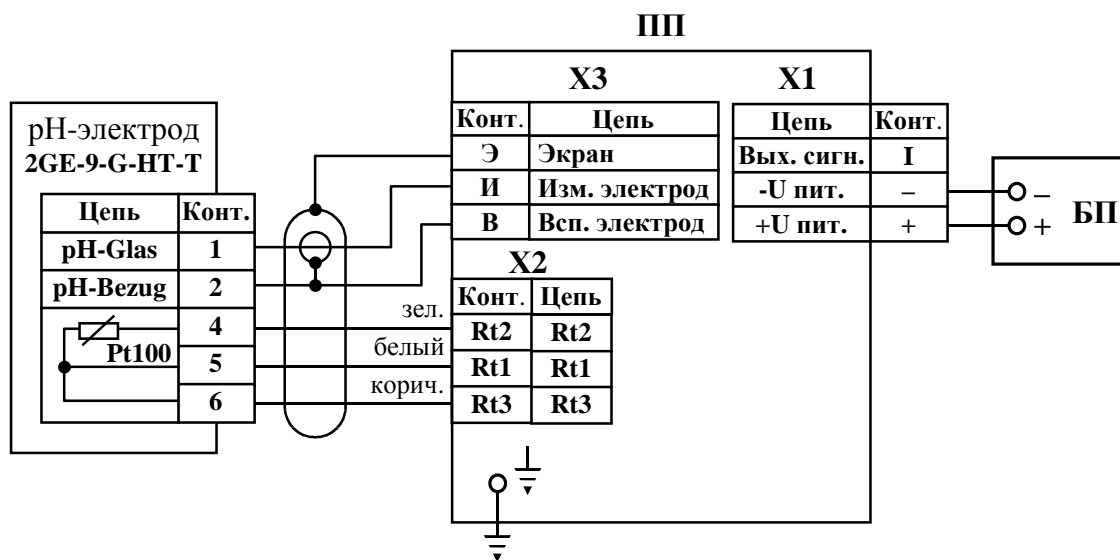 ПП
рН-электрод
2GE-9-G-HT-T
Цепь Конт.
pH-Glas 1
pH-Bezug 2
Pt100 4
5
6
зел.
белый
корич.
X3
Конт. Цепь
Э Экран
И Изм. электрод
В Всп. электрод
X2
Конт. Цепь
Rt2 Rt2
Rt1 Rt1
Rt3 Rt3
X1
Цепь Конт.
Вых. сигн. I
-U пит. –
+U пит. +
–
+
БП